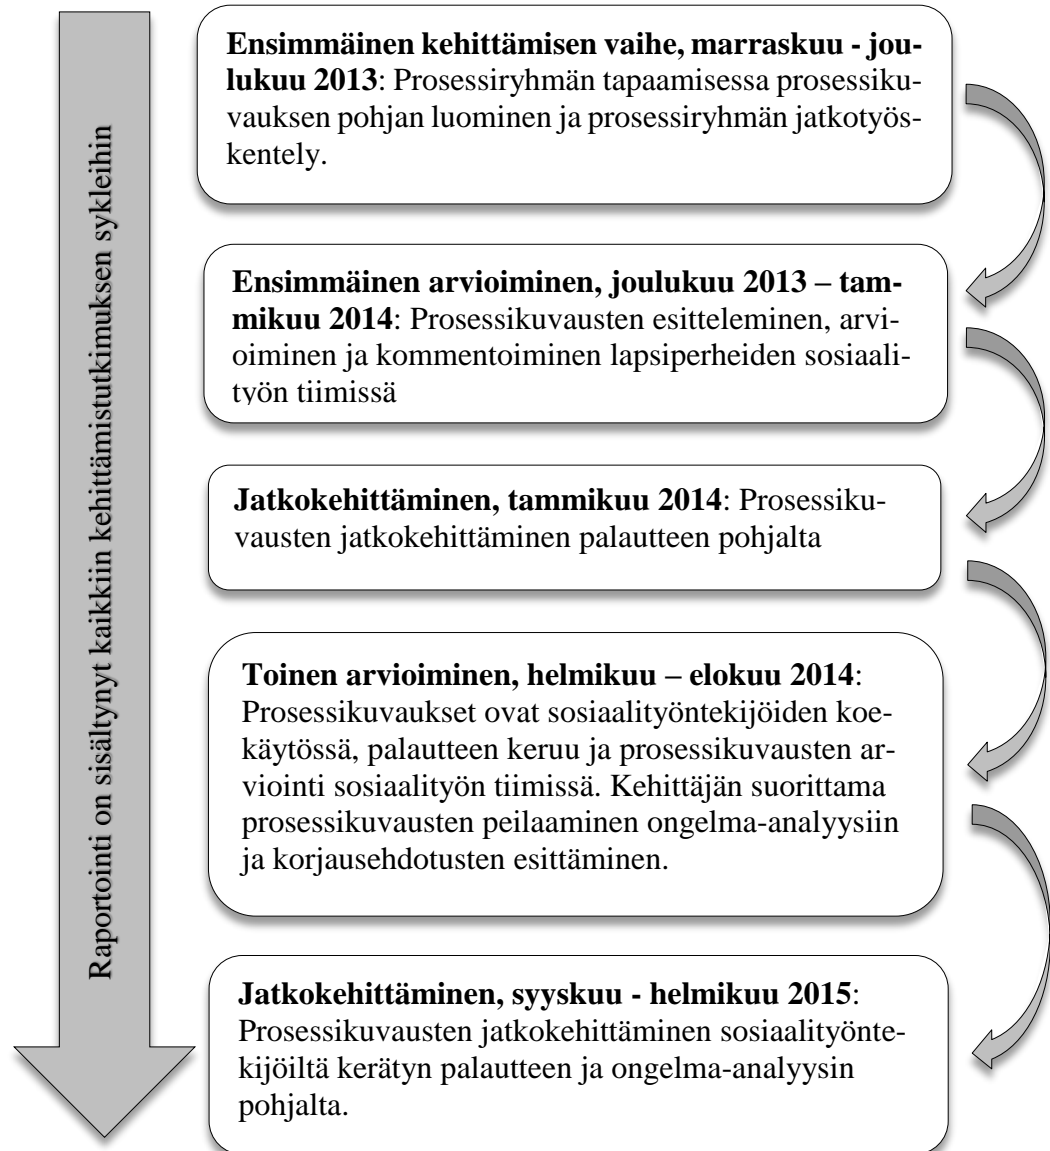 Raportointi on sisältynyt kaikkiin kehittämistutkimuksen sykleihin
Ensimmäinen kehittämisen vaihe, marraskuu - jou-
lukuu 2013: Prosessiryhmän tapaamisessa prosessiku-
vauksen pohjan luominen ja prosessiryhmän jatkotyös-
kentely.
Ensimmäinen arvioiminen, joulukuu 2013 – tam-
mikuu 2014: Prosessikuvausten esitteleminen, arvi-
oiminen ja kommentoiminen lapsiperheiden sosiaali-
työn tiimissä
Jatkokehittäminen, tammikuu 2014: Prosessiku-
vausten jatkokehittäminen palautteen pohjalta
Toinen arvioiminen, helmikuu – elokuu 2014:
Prosessikuvaukset ovat sosiaalityöntekijöiden koe-
käytössä, palautteen keruu ja prosessikuvausten ar-
viointi sosiaalityön tiimissä. Kehittäjän suorittama
prosessikuvausten peilaaminen ongelma-analyysiin
ja korjausehdotusten esittäminen.
Jatkokehittäminen, syyskuu - helmikuu 2015:
Prosessikuvausten jatkokehittäminen sosiaalityönte-
kijöiltä kerätyn palautteen ja ongelma-analyysin
pohjalta.